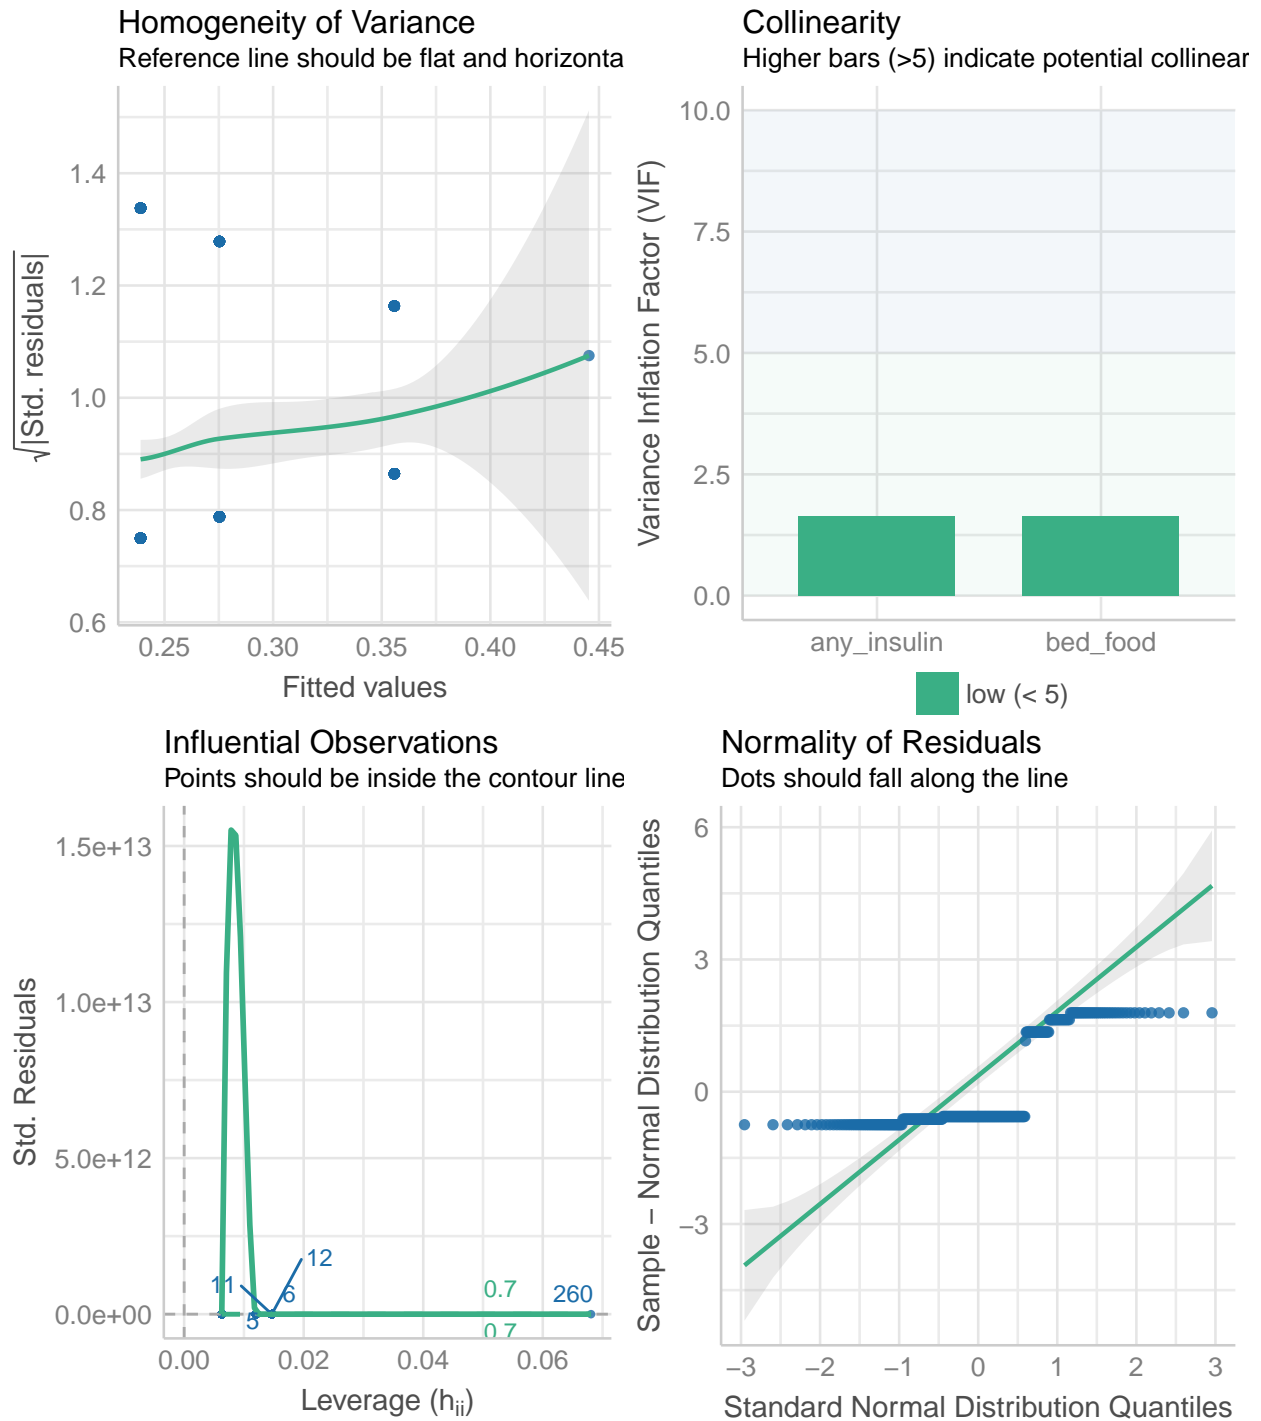 Homogeneity of Variance
Reference line should be flat and horizonta
√|Std. residuals|
1.4
1.2
1.0
0.8
0.6
0.25 0.30 0.35 0.40 0.45
Fitted values
Collinearity
Higher bars (>5) indicate potential collinear
Variance Inflation Factor (VIF)
10.0
7.5
5.0
2.5
0.0
any_insulin bed_food
low (< 5)
Influential Observations
Points should be inside the contour line
Std. Residuals
1.5e+13
1.0e+13
5.0e+12
0.0e+00
12
11
6
5
0.7
260
0.7
0.00 0.02 0.04 0.06
Leverage (hii)
Normality of Residuals
Dots should fall along the line
Sample – Normal Distribution Quantiles
6
3
0
−3
−3 −2 −1 0 1 2 3
Standard Normal Distribution Quantiles